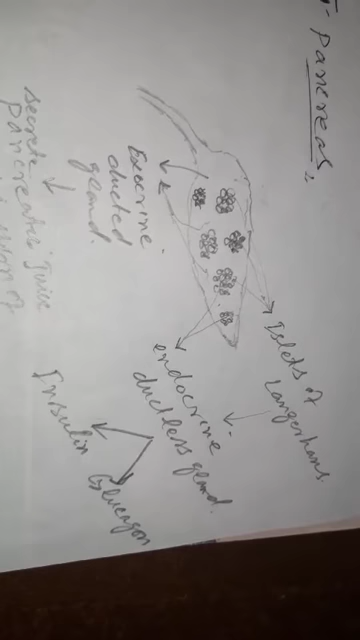 - Pancreas :
Exocrine.
ducted
gland.
secrete
Pancreatic Juice
Islets of
Langerhans.
endocrine
ductless gland.
Insulin
Glucagon